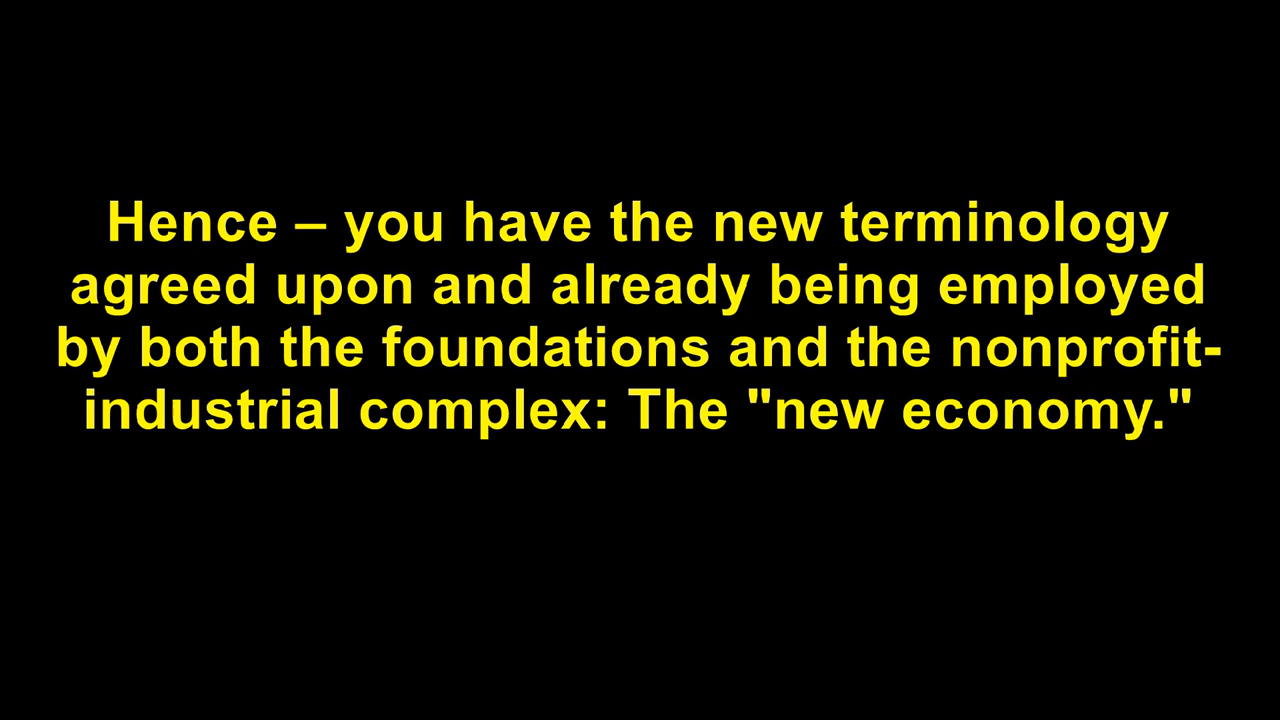 Hence – you have the new terminology
agreed upon and already being employed
by both the foundations and the nonprofit-
industrial complex: The "new economy."